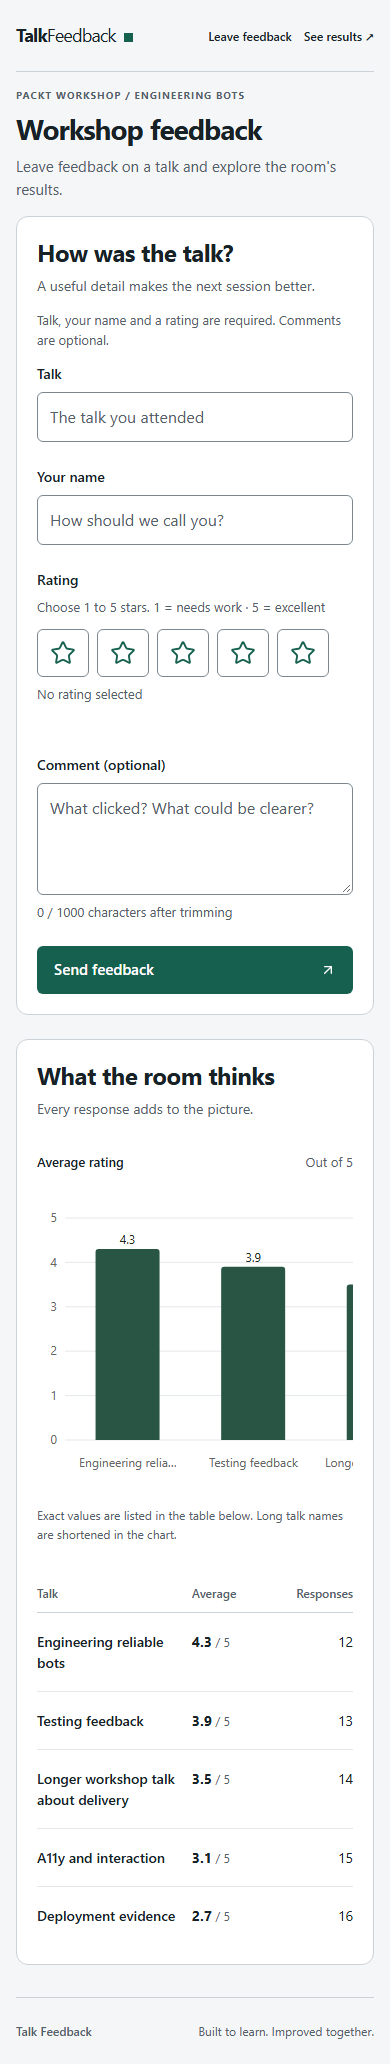 TalkFeedback
Leave feedback See results ↗
PACKT WORKSHOP / ENGINEERING BOTS
Workshop feedback
Leave feedback on a talk and explore the room's
results.
How was the talk?
A useful detail makes the next session better.
Talk, your name and a rating are required. Comments
are optional.
Talk
The talk you attended
Your name
How should we call you?
Rating
Choose 1 to 5 stars. 1 = needs work · 5 = excellent
No rating selected
Comment (optional)
What clicked? What could be clearer?
0 / 1000 characters after trimming
Send feedback
What the room thinks
Every response adds to the picture.
Average rating Out of 5
5
4.3
4
3.9
3
2
1
0
Engineering relia... Testing feedback Longe
Exact values are listed in the table below. Long talk names
are shortened in the chart.
Talk Average Responses
Engineering reliable
bots 4.3 / 5 12
Testing feedback 3.9 / 5 13
Longer workshop talk
about delivery 3.5 / 5 14
A11y and interaction 3.1 / 5 15
Deployment evidence 2.7 / 5 16
Talk Feedback Built to learn. Improved together.